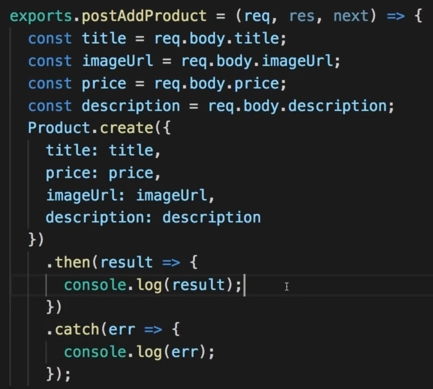 exports.postAddProduct = (req, res, next) => {
  const title = req.body.title;
  const imageUrl = req.body.imageUrl;
  const price = req.body.price;
  const description = req.body.description;
  Product.create({
    title: title,
    price: price,
    imageUrl: imageUrl,
    description: description
  })
    .then(result => {
      console.log(result);
    })
    .catch(err => {
      console.log(err);
    });